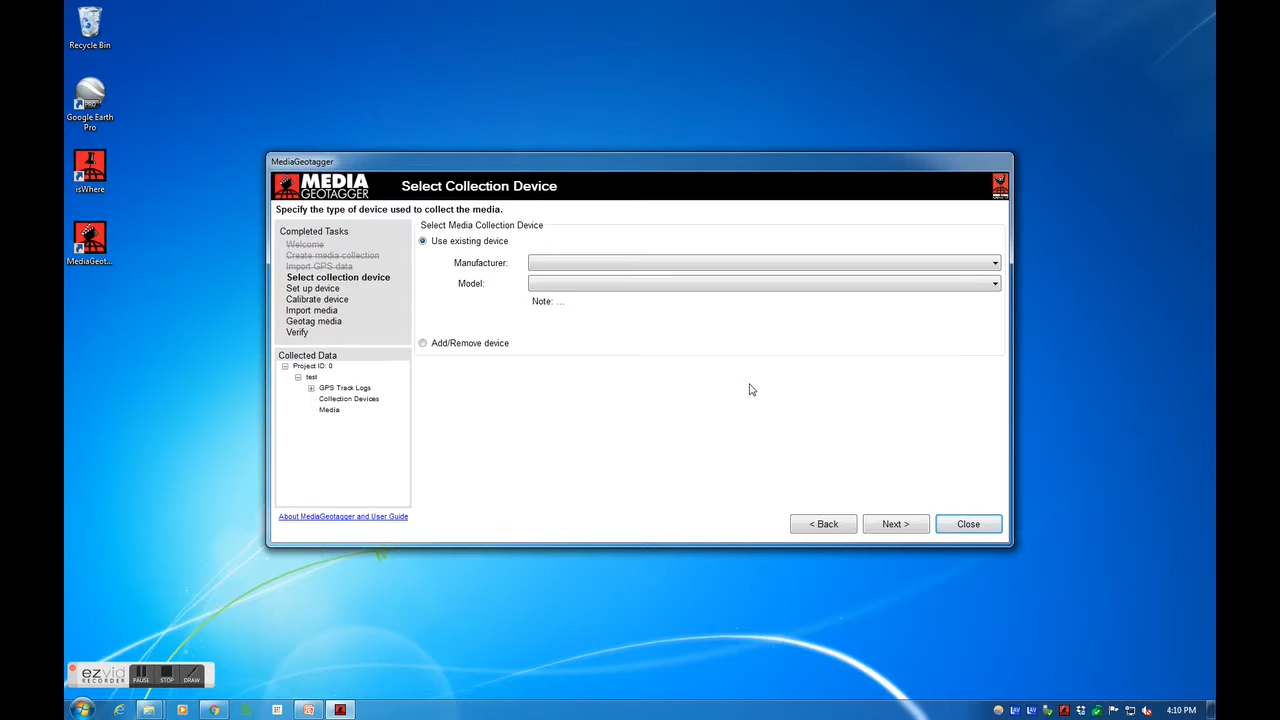 Recycle Bin
Google Earth
Pro
isWhere
MediaGeot...
MediaGeotagger
MEDIA
GEOTAGGER
Select Collection Device
Specify the type of device used to collect the media.
Completed Tasks
Welcome
Create media collection
Import GPS data
Select collection device
Set up device
Calibrate device
Import media
Geotag media
Verify
Collected Data
Project ID: 0
test
GPS Track Logs
Collection Devices
Media
About MediaGeotagger and User Guide
Select Media Collection Device
Use existing device
Manufacturer:
Model:
Note: ...
Add/Remove device
< Back
Next >
Close
ezvid
RECORDER
PAUSE
STOP
DRAW
4:10 PM